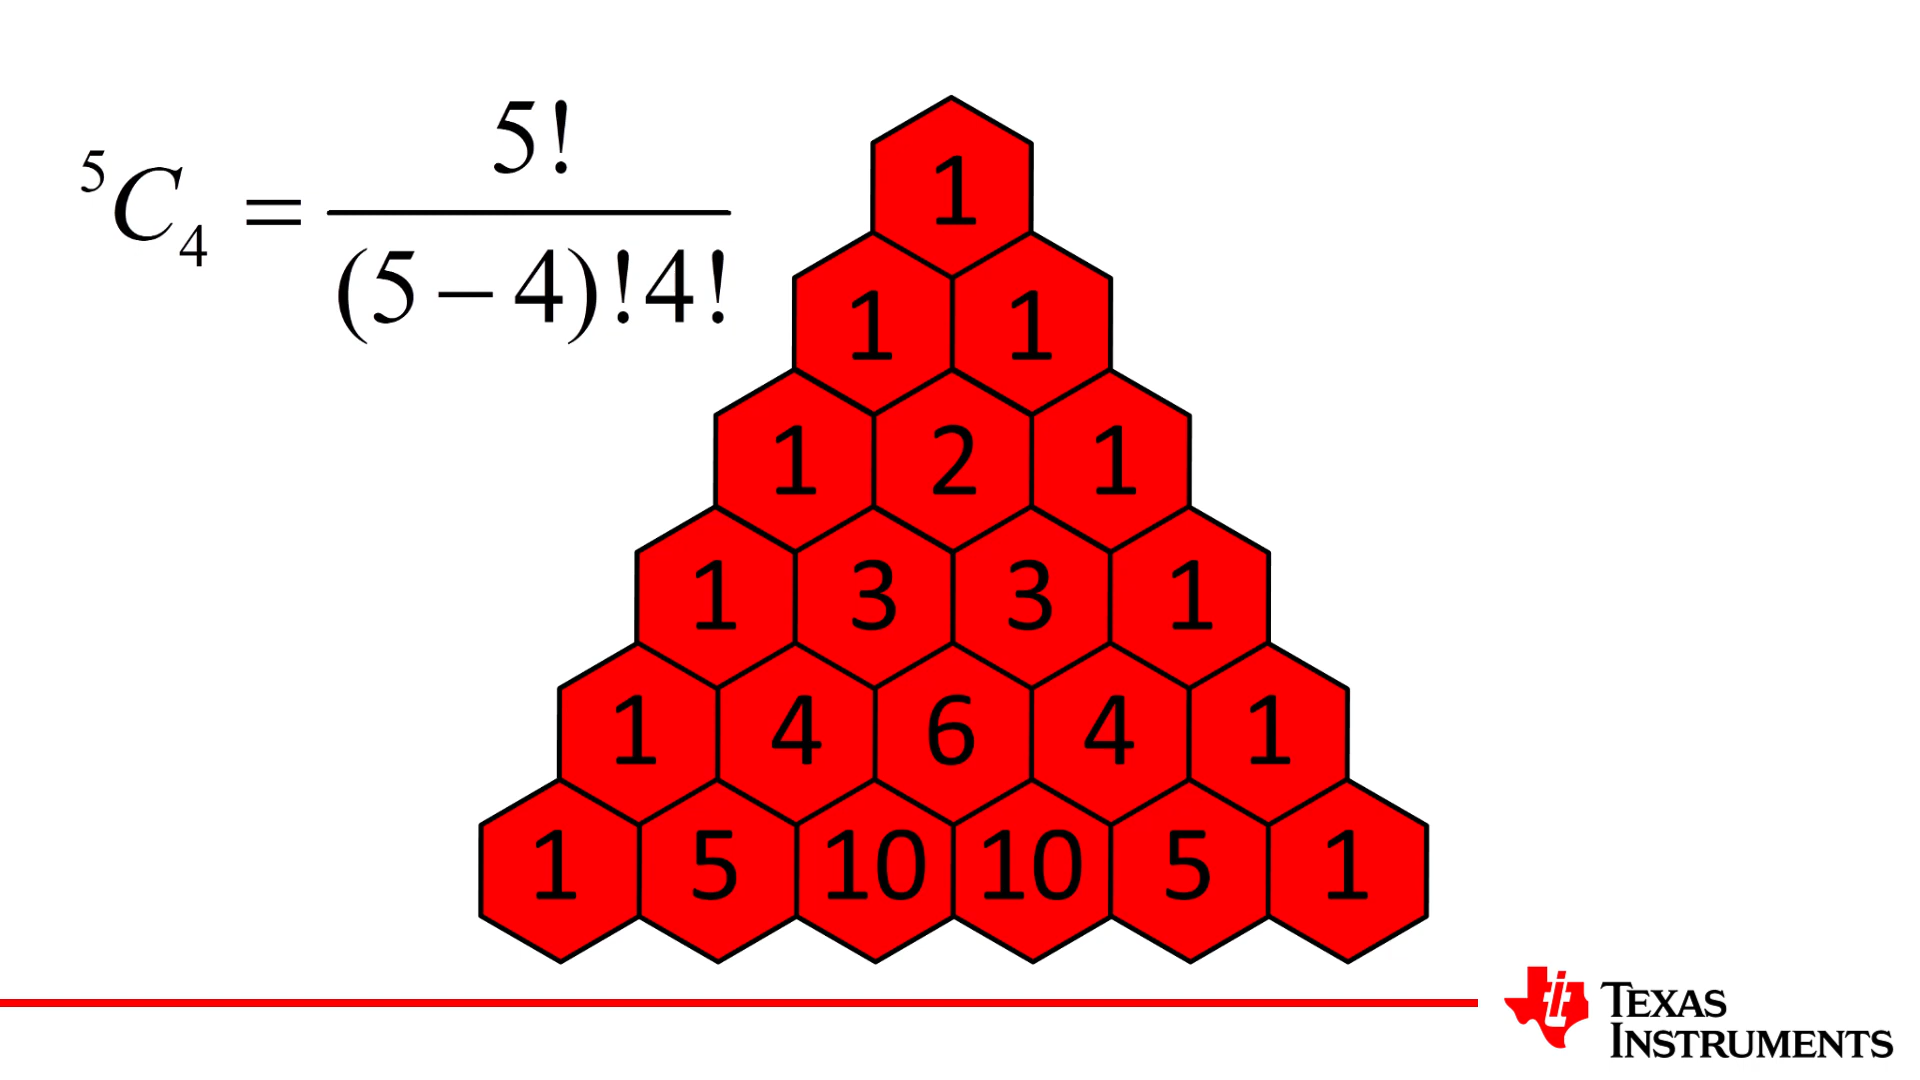 ⁵C₄ = 5! / (5 − 4)!4!
1
1 1
1 2 1
1 3 3 1
1 4 6 4 1
1 5 10 10 5 1
TEXAS
INSTRUMENTS